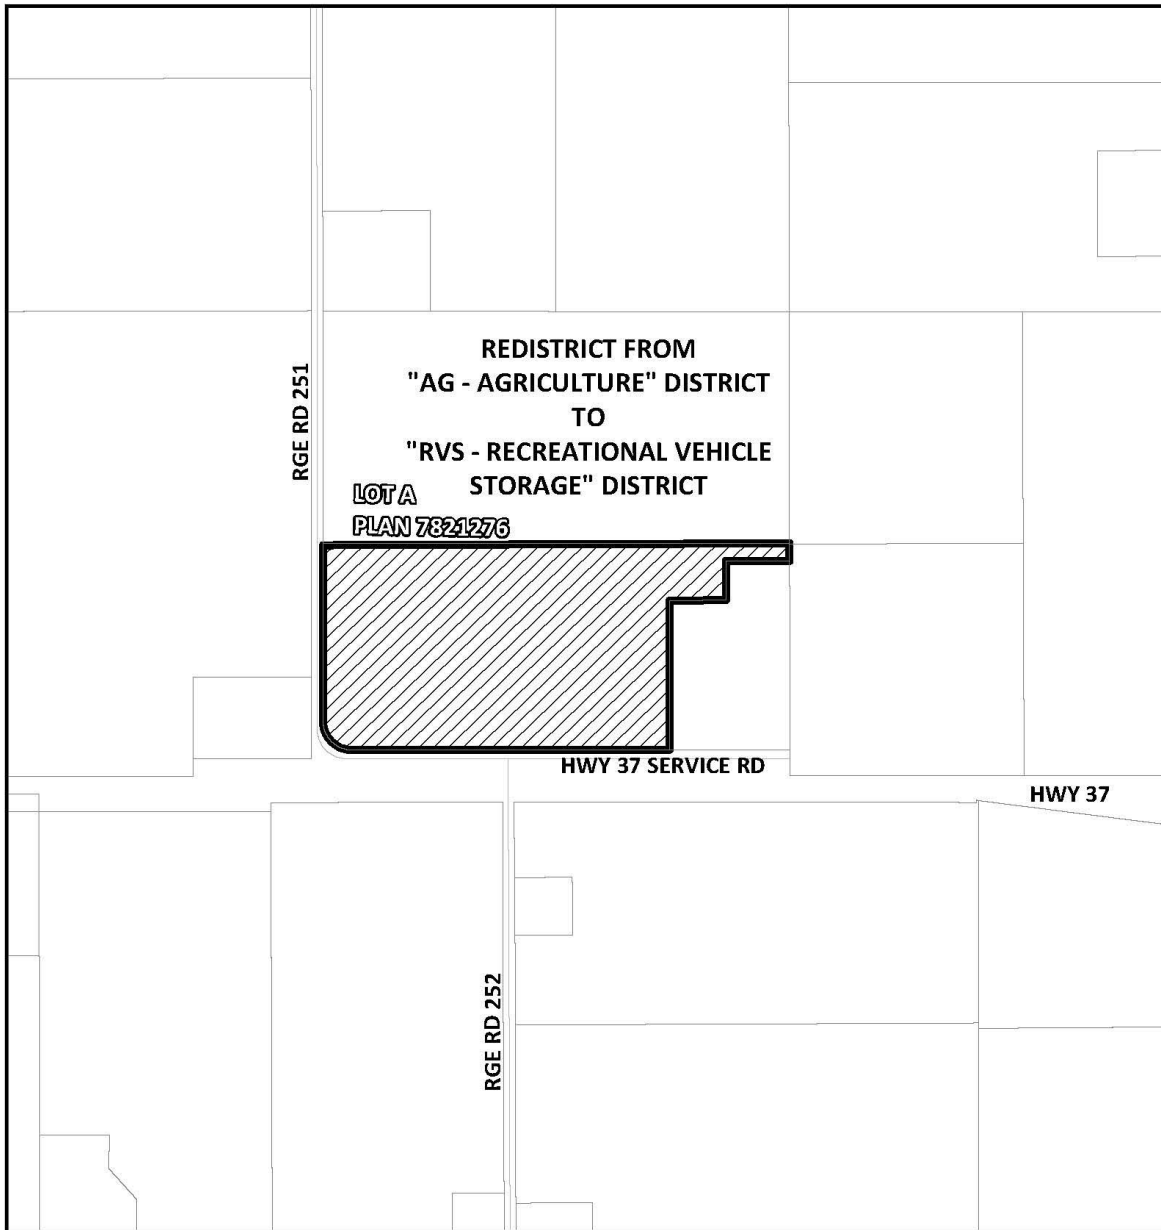 REDISTRICT FROM
"AG - AGRICULTURE" DISTRICT
TO
"RVS - RECREATIONAL VEHICLE
STORAGE" DISTRICT
RGE RD 251
LOT A
PLAN 7821276
HWY 37 SERVICE RD
HWY 37
RGE RD 252